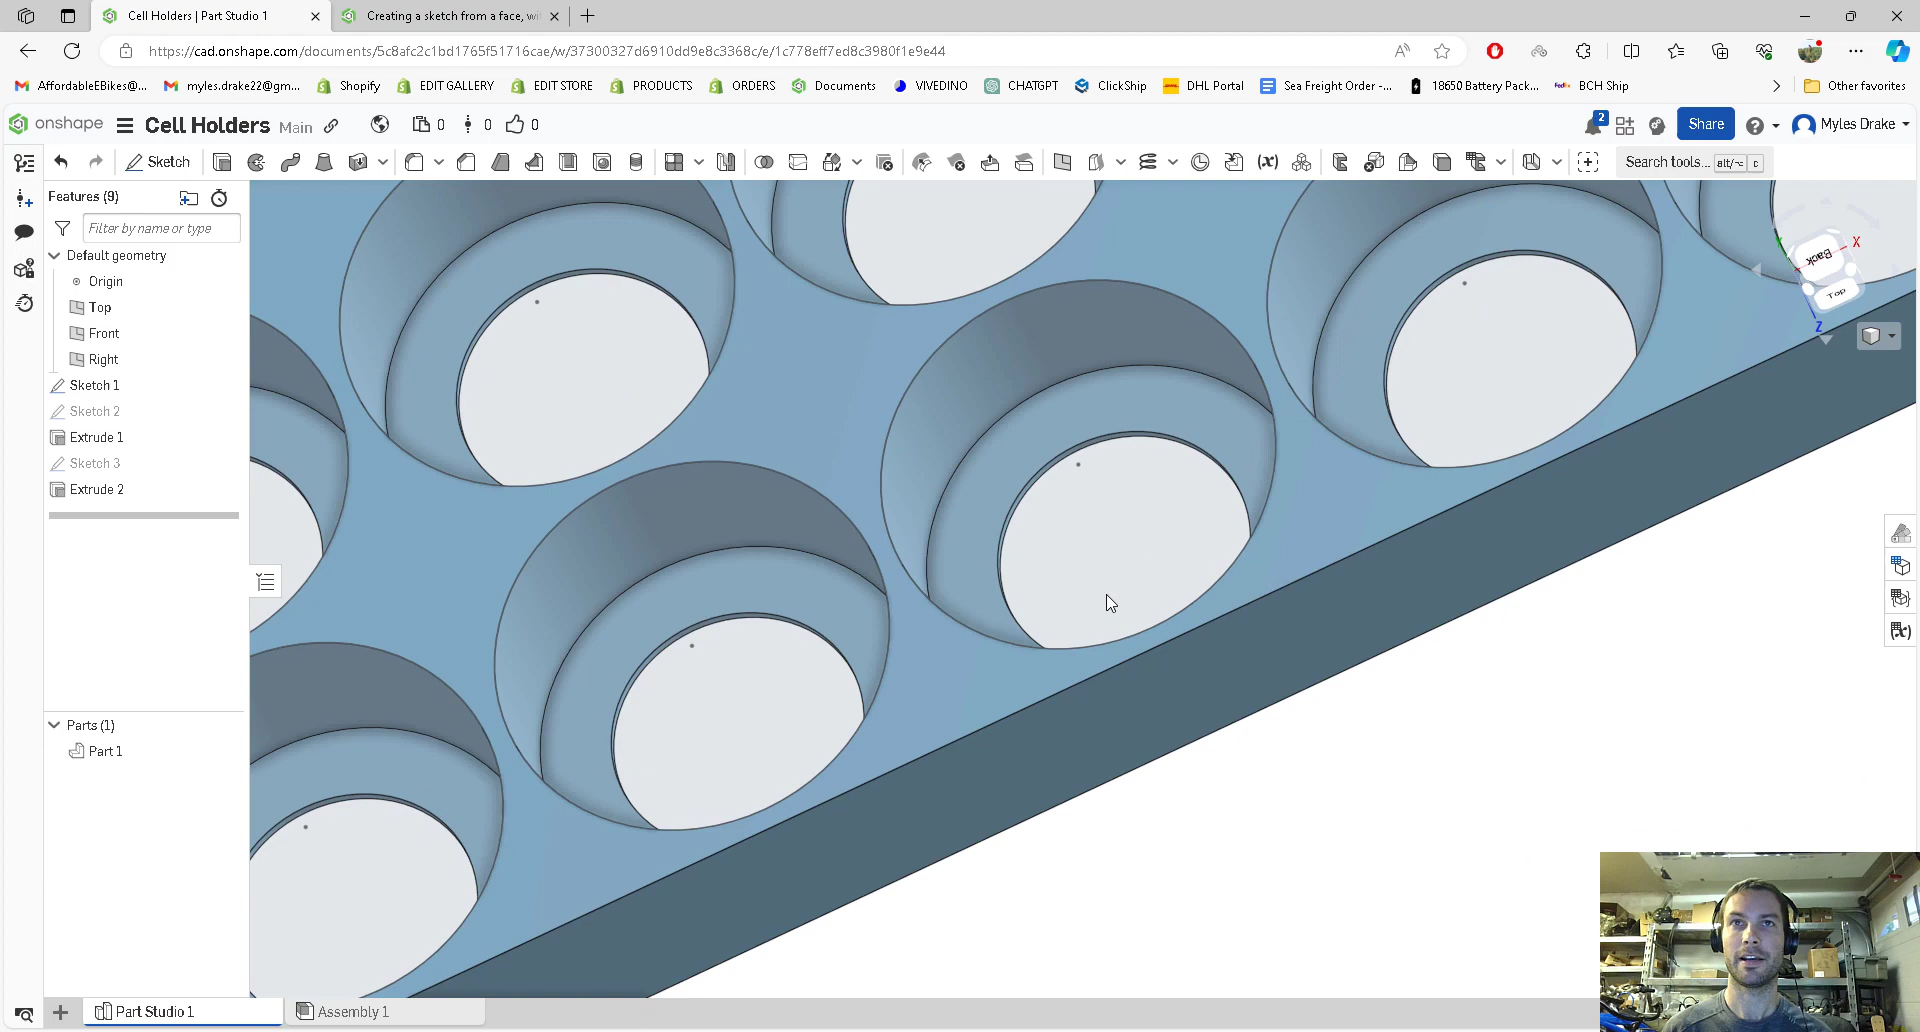 Cell Holders | Part Studio 1
Creating a sketch from a face, wi
https://cad.onshape.com/documents/5c8afc2c1bd1765f51716cae/w/37300327d6910dd9e8c3368c/e/1c778eff7ed8c3980f1e9e44
AffordableEBikes@...
myles.drake22@gm...
Shopify
EDIT GALLERY
EDIT STORE
PRODUCTS
ORDERS
Documents
VIVEDINO
CHATGPT
ClickShip
DHL Portal
Sea Freight Order -...
18650 Battery Pack...
BCH Ship
Other favorites
onshape
Cell Holders
Main
0
0
0
2
Share
Myles Drake
Sketch
Search tools...
alt/⌥
c
Features (9)
Filter by name or type
Default geometry
Origin
Top
Front
Right
Sketch 1
Sketch 2
Extrude 1
Sketch 3
Extrude 2
Back
Top
X
Z
Parts (1)
Part 1
Part Studio 1
Assembly 1